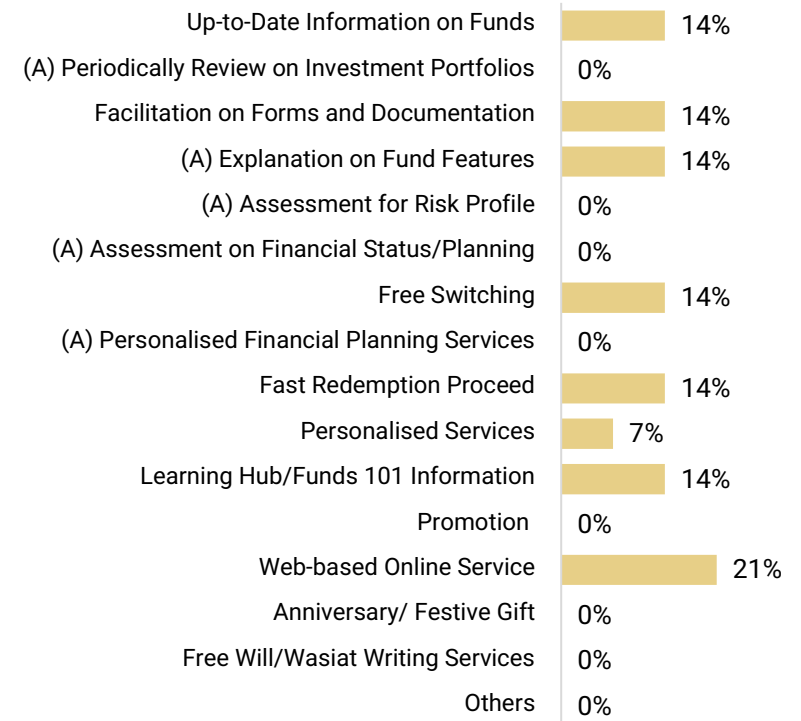 Up-to-Date Information on Funds 14%
(A) Periodically Review on Investment Portfolios 0%
Facilitation on Forms and Documentation 14%
(A) Explanation on Fund Features 14%
(A) Assessment for Risk Profile 0%
(A) Assessment on Financial Status/Planning 0%
Free Switching 14%
(A) Personalised Financial Planning Services 0%
Fast Redemption Proceed 14%
Personalised Services 7%
Learning Hub/Funds 101 Information 14%
Promotion 0%
Web-based Online Service 21%
Anniversary/ Festive Gift 0%
Free Will/Wasiat Writing Services 0%
Others 0%